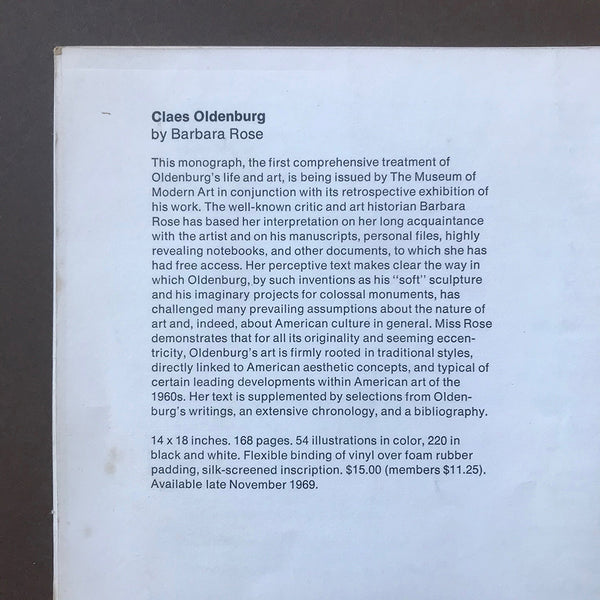 Claes Oldenburg
by Barbara Rose
This monograph, the first comprehensive treatment of
Oldenburg's life and art, is being issued by The Museum of
Modern Art in conjunction with its retrospective exhibition of
his work. The well-known critic and art historian Barbara
Rose has based her interpretation on her long acquaintance
with the artist and on his manuscripts, personal files, highly
revealing notebooks, and other documents, to which she has
had free access. Her perceptive text makes clear the way in
which Oldenburg, by such inventions as his "soft" sculpture
and his imaginary projects for colossal monuments, has
challenged many prevailing assumptions about the nature of
art and, indeed, about American culture in general. Miss Rose
demonstrates that for all its originality and seeming eccen-
tricity, Oldenburg's art is firmly rooted in traditional styles,
directly linked to American aesthetic concepts, and typical of
certain leading developments within American art of the
1960s. Her text is supplemented by selections from Olden-
burg's writings, an extensive chronology, and a bibliography.
14 x 18 inches. 168 pages. 54 illustrations in color, 220 in
black and white. Flexible binding of vinyl over foam rubber
padding, silk-screened inscription. $15.00 (members $11.25).
Available late November 1969.